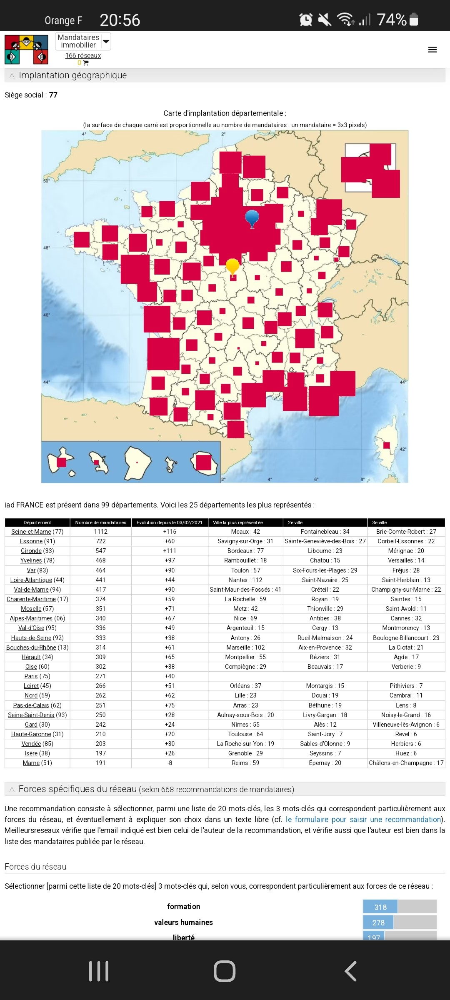 Orange F 20:56 74%
Mandataires
immobilier
166 réseaux
0
△ Implantation géographique
Siège social : 77
Carte d'implantation départementale :
(la surface de chaque carré est proportionnelle au nombre de mandataires : un mandataire = 3x3 pixels)
4° 2°
50°
48°
46°
44° 44°
42°
2° 4° 6° 8°
iad FRANCE est présent dans 99 départements. Voici les 25 départements les plus représentés :
Département Nombre de mandataires Evolution depuis le 03/02/2021 Ville la plus représentée 2e ville 3e ville
Seine-et-Marne (77) 1112 +116 Meaux : 42 Fontainebleau : 34 Brie-Comte-Robert : 27
Essonne (91) 722 +60 Savigny-sur-Orge : 31 Sainte-Geneviève-des-Bois : 27 Corbeil-Essonnes : 22
Gironde (33) 547 +111 Bordeaux : 77 Libourne : 23 Mérignac : 20
Yvelines (78) 468 +97 Rambouillet : 18 Chatou : 15 Versailles : 14
Var (83) 464 +90 Toulon : 57 Six-Fours-les-Plages : 29 Fréjus : 28
Loire-Atlantique (44) 441 +44 Nantes : 112 Saint-Nazaire : 25 Saint-Herblain : 13
Val-de-Marne (94) 417 +90 Saint-Maur-des-Fossés : 41 Créteil : 22 Champigny-sur-Marne : 22
Charente-Maritime (17) 374 +59 La Rochelle : 59 Royan : 19 Saintes : 15
Moselle (57) 351 +71 Metz : 42 Thionville : 29 Saint-Avold : 11
Alpes-Maritimes (06) 340 +67 Nice : 69 Antibes : 38 Cannes : 32
Val-d'Oise (95) 336 +49 Argenteuil : 15 Cergy : 13 Montmorency : 13
Hauts-de-Seine (92) 333 +38 Antony : 26 Rueil-Malmaison : 24 Boulogne-Billancourt : 23
Bouches-du-Rhône (13) 314 +61 Marseille : 102 Aix-en-Provence : 32 La Ciotat : 21
Hérault (34) 309 +65 Montpellier : 55 Béziers : 31 Agde : 17
Oise (60) 302 +38 Compiègne : 29 Beauvais : 17 Verberie : 9
Paris (75) 271 +40
Loiret (45) 266 +51 Orléans : 37 Montargis : 15 Pithiviers : 7
Nord (59) 262 +62 Lille : 23 Douai : 19 Cambrai : 11
Pas-de-Calais (62) 251 +75 Arras : 23 Béthune : 19 Lens : 8
Seine-Saint-Denis (93) 250 +28 Aulnay-sous-Bois : 20 Livry-Gargan : 18 Noisy-le-Grand : 16
Gard (30) 242 +24 Nîmes : 55 Alès : 12 Villeneuve-lès-Avignon : 6
Haute-Garonne (31) 210 +20 Toulouse : 64 Saint-Jory : 7 Revel : 6
Vendée (85) 203 +30 La Roche-sur-Yon : 19 Sables-d'Olonne : 9 Herbiers : 6
Isère (38) 197 +26 Grenoble : 29 Seyssins : 7 Huez : 6
Marne (51) 191 -8 Reims : 59 Épernay : 20 Châlons-en-Champagne : 17
△ Forces spécifiques du réseau (selon 668 recommandations de mandataires)
Une recommandation consiste à sélectionner, parmi une liste de 20 mots-clés, les 3 mots-clés qui correspondent particulièrement aux
forces du réseau, et éventuellement à expliquer son choix dans un texte libre (cf. le formulaire pour saisir une recommandation).
Meilleursreseaux vérifie que l'email indiqué est bien celui de l'auteur de la recommandation, et vérifie aussi que l'auteur est bien dans la
liste des mandataires publiée par le réseau.
Forces du réseau
Sélectionner [parmi cette liste de 20 mots-clés] 3 mots-clés qui, selon vous, correspondent particulièrement aux forces de ce réseau :
formation 318
valeurs humaines 278
liberté 197